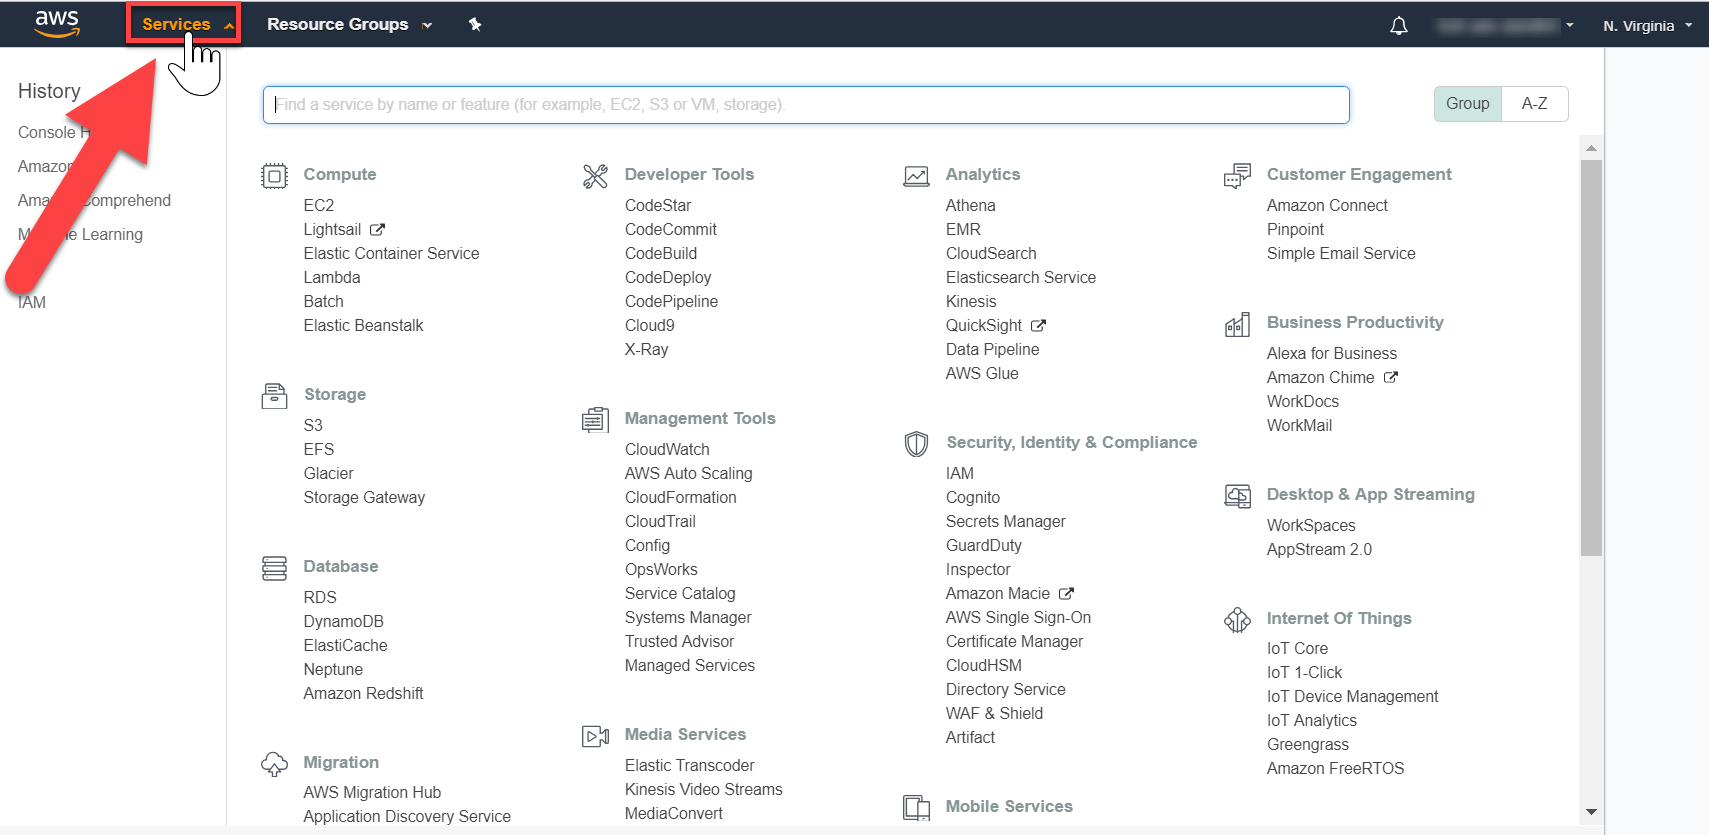 aws
Services
Resource Groups
N. Virginia
History
Console
Amazon
Comprehend
Learning
IAM
Find a service by name or feature (for example, EC2, S3 or VM, storage).
Group
A-Z
Compute
EC2
Lightsail
Elastic Container Service
Lambda
Batch
Elastic Beanstalk
Storage
S3
EFS
Glacier
Storage Gateway
Database
RDS
DynamoDB
ElastiCache
Neptune
Amazon Redshift
Migration
AWS Migration Hub
Application Discovery Service
Developer Tools
CodeStar
CodeCommit
CodeBuild
CodeDeploy
CodePipeline
Cloud9
X-Ray
Management Tools
CloudWatch
AWS Auto Scaling
CloudFormation
CloudTrail
Config
OpsWorks
Service Catalog
Systems Manager
Trusted Advisor
Managed Services
Media Services
Elastic Transcoder
Kinesis Video Streams
MediaConvert
Analytics
Athena
EMR
CloudSearch
Elasticsearch Service
Kinesis
QuickSight
Data Pipeline
AWS Glue
Security, Identity & Compliance
IAM
Cognito
Secrets Manager
GuardDuty
Inspector
Amazon Macie
AWS Single Sign-On
Certificate Manager
CloudHSM
Directory Service
WAF & Shield
Artifact
Mobile Services
Customer Engagement
Amazon Connect
Pinpoint
Simple Email Service
Business Productivity
Alexa for Business
Amazon Chime
WorkDocs
WorkMail
Desktop & App Streaming
WorkSpaces
AppStream 2.0
Internet Of Things
IoT Core
IoT 1-Click
IoT Device Management
IoT Analytics
Greengrass
Amazon FreeRTOS